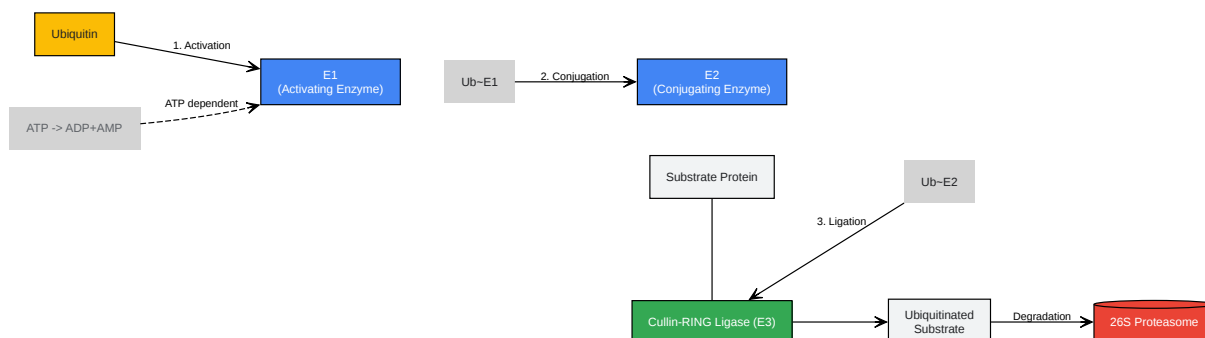 Ubiquitin
1. Activation
E1
(Activating Enzyme)
ATP dependent
ATP -> ADP+AMP
Ub~E1
2. Conjugation
E2
(Conjugating Enzyme)
Substrate Protein
Ub~E2
3. Ligation
Cullin-RING Ligase (E3)
Ubiquitinated
Substrate
Degradation
26S Proteasome